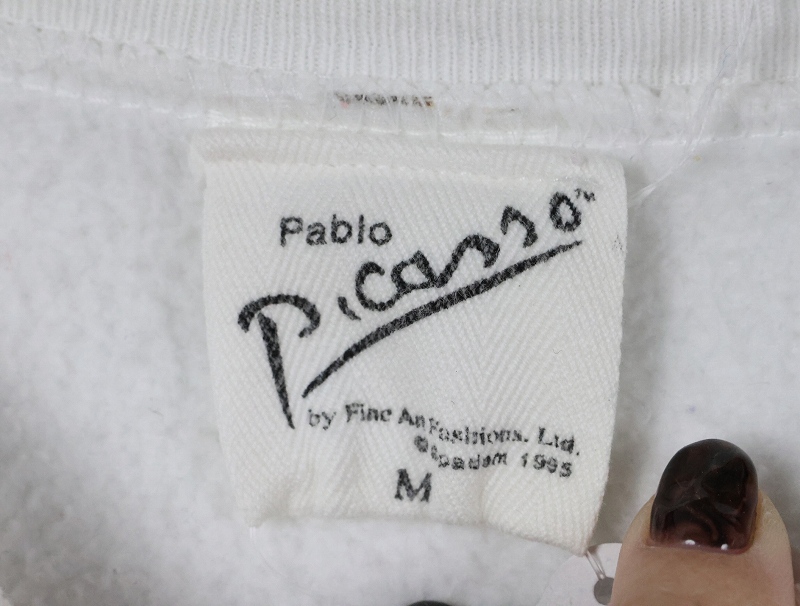 Pablo
Picasso™
by Fine Art Fashions. Ltd.
© Spadem 1995
M